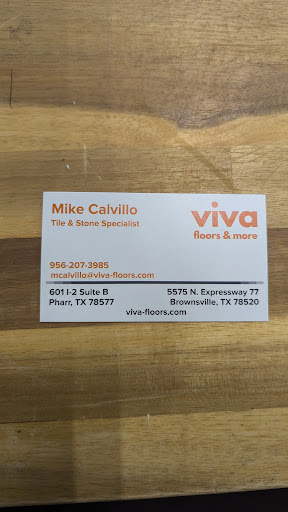 Mike Calvillo
Tile & Stone Specialist
viva
floors & more
956-207-3985
mcalvillo@viva-floors.com
601 I-2 Suite B
Pharr, TX 78577
5575 N. Expressway 77
Brownsville, TX 78520
viva-floors.com